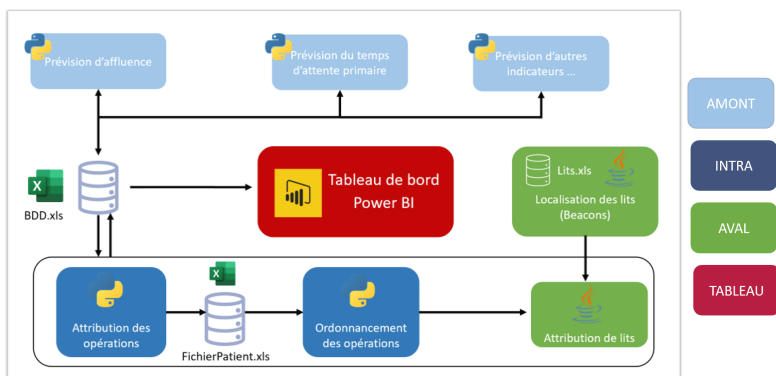 Prévision d'affluence
Prévision du temps
d'attente primaire
Prévision d'autres
indicateurs ...
AMONT
INTRA
AVAL
TABLEAU
X
BDD.xls
Tableau de bord
Power BI
Lits.xls
Localisation des lits
(Beacons)
X
Attribution des
opérations
FichierPatient.xls
Ordonnancement
des opérations
Attribution de lits